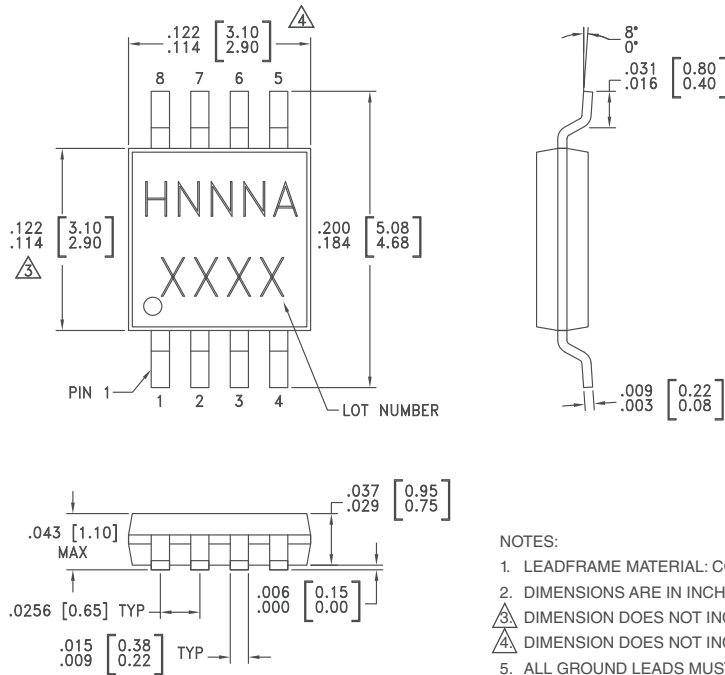 .122 [3.10]
.114 [2.90]
4
8 7 6 5
HNNNA
XXXX
.122 [3.10]
.114 [2.90]
3
.200 [5.08]
.184 [4.68]
PIN 1
1 2 3 4
LOT NUMBER
8°
0°
.031 [0.80]
.016 [0.40]
.009 [0.22]
.003 [0.08]
.043 [1.10]
MAX
.037 [0.95]
.029 [0.75]
.0256 [0.65] TYP
.006 [0.15]
.000 [0.00]
.015 [0.38]
.009 [0.22]
TYP
NOTES:
1. LEADFRAME MATERIAL:
2. DIMENSIONS ARE IN
3. DIMENSION DOES NOT
4. DIMENSION DOES NOT
5. ALL GROUND LEADS